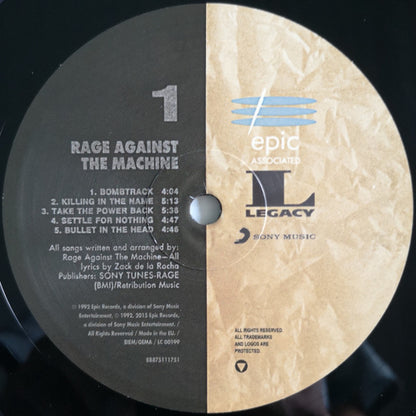 1
RAGE AGAINST
THE MACHINE
1. BOMBTRACK 4:04
2. KILLING IN THE NAME 5:13
3. TAKE THE POWER BACK 5:36
4. SETTLE FOR NOTHING 4:47
5. BULLET IN THE HEAD 4:46
All songs written and arranged by:
Rage Against The Machine—All
lyrics by Zack de la Rocha
Publishers: SONY TUNES-RAGE
(BMI)/Retribution Music
℗ 1992 Epic Records, a division of Sony Music
Entertainment. / © 1992, 2015 Epic Records,
a division of Sony Music Entertainment. /
All Rights Reserved / Made in the EU. /
BIEM/GEMA / LC 00199
88875111751
epic
ASSOCIATED
L
LEGACY
SONY MUSIC
ALL RIGHTS RESERVED.
ALL TRADEMARKS
AND LOGOS ARE
PROTECTED.